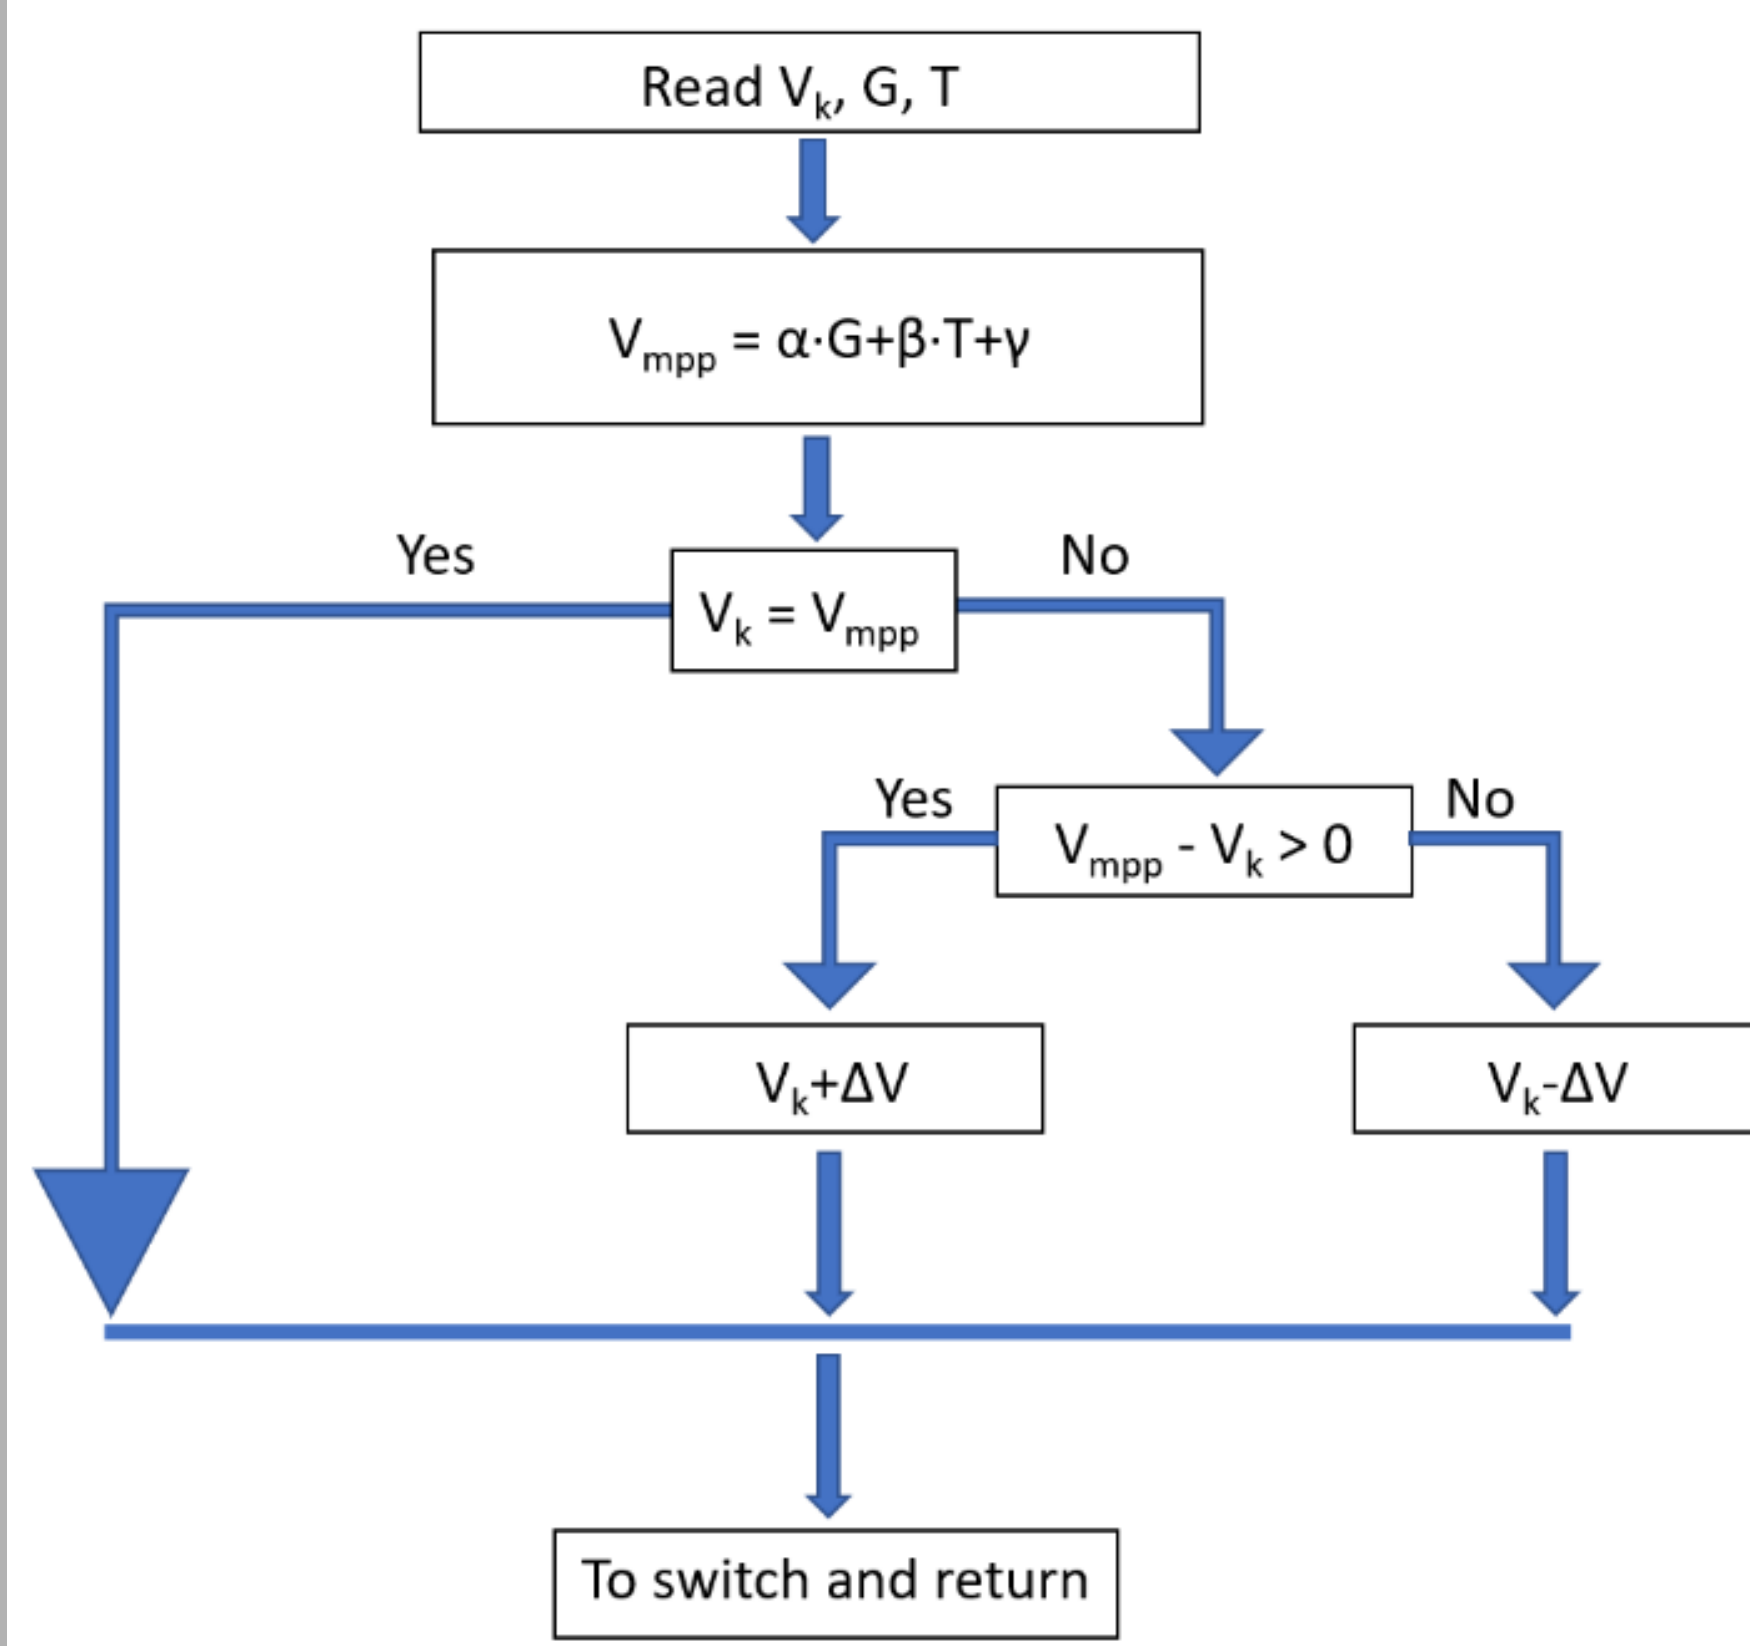 Read Vk, G, T
Vmpp = α·G+β·T+γ
Yes
No
Vk = Vmpp
Yes
No
Vmpp - Vk > 0
Vk+ΔV
Vk-ΔV
To switch and return